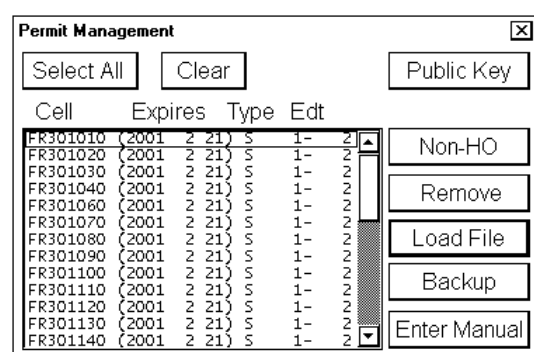 Permit Management
Select All Clear Public Key
Cell Expires Type Edt
FR301010 (2001 2 21) S 1- 2
FR301020 (2001 2 21) S 1- 2
FR301030 (2001 2 21) S 1- 2
FR301040 (2001 2 21) S 1- 2
FR301060 (2001 2 21) S 1- 2
FR301070 (2001 2 21) S 1- 2
FR301080 (2001 2 21) S 1- 2
FR301090 (2001 2 21) S 1- 2
FR301100 (2001 2 21) S 1- 2
FR301110 (2001 2 21) S 1- 2
FR301120 (2001 2 21) S 1- 2
FR301130 (2001 2 21) S 1- 2
FR301140 (2001 2 21) S 1- 2
Non-HO
Remove
Load File
Backup
Enter Manual